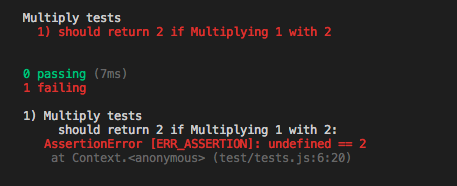 Multiply tests
1) should return 2 if Multiplying 1 with 2
0 passing (7ms)
1 failing
1) Multiply tests
should return 2 if Multiplying 1 with 2:
AssertionError [ERR_ASSERTION]: undefined == 2
at Context.<anonymous> (test/tests.js:6:20)